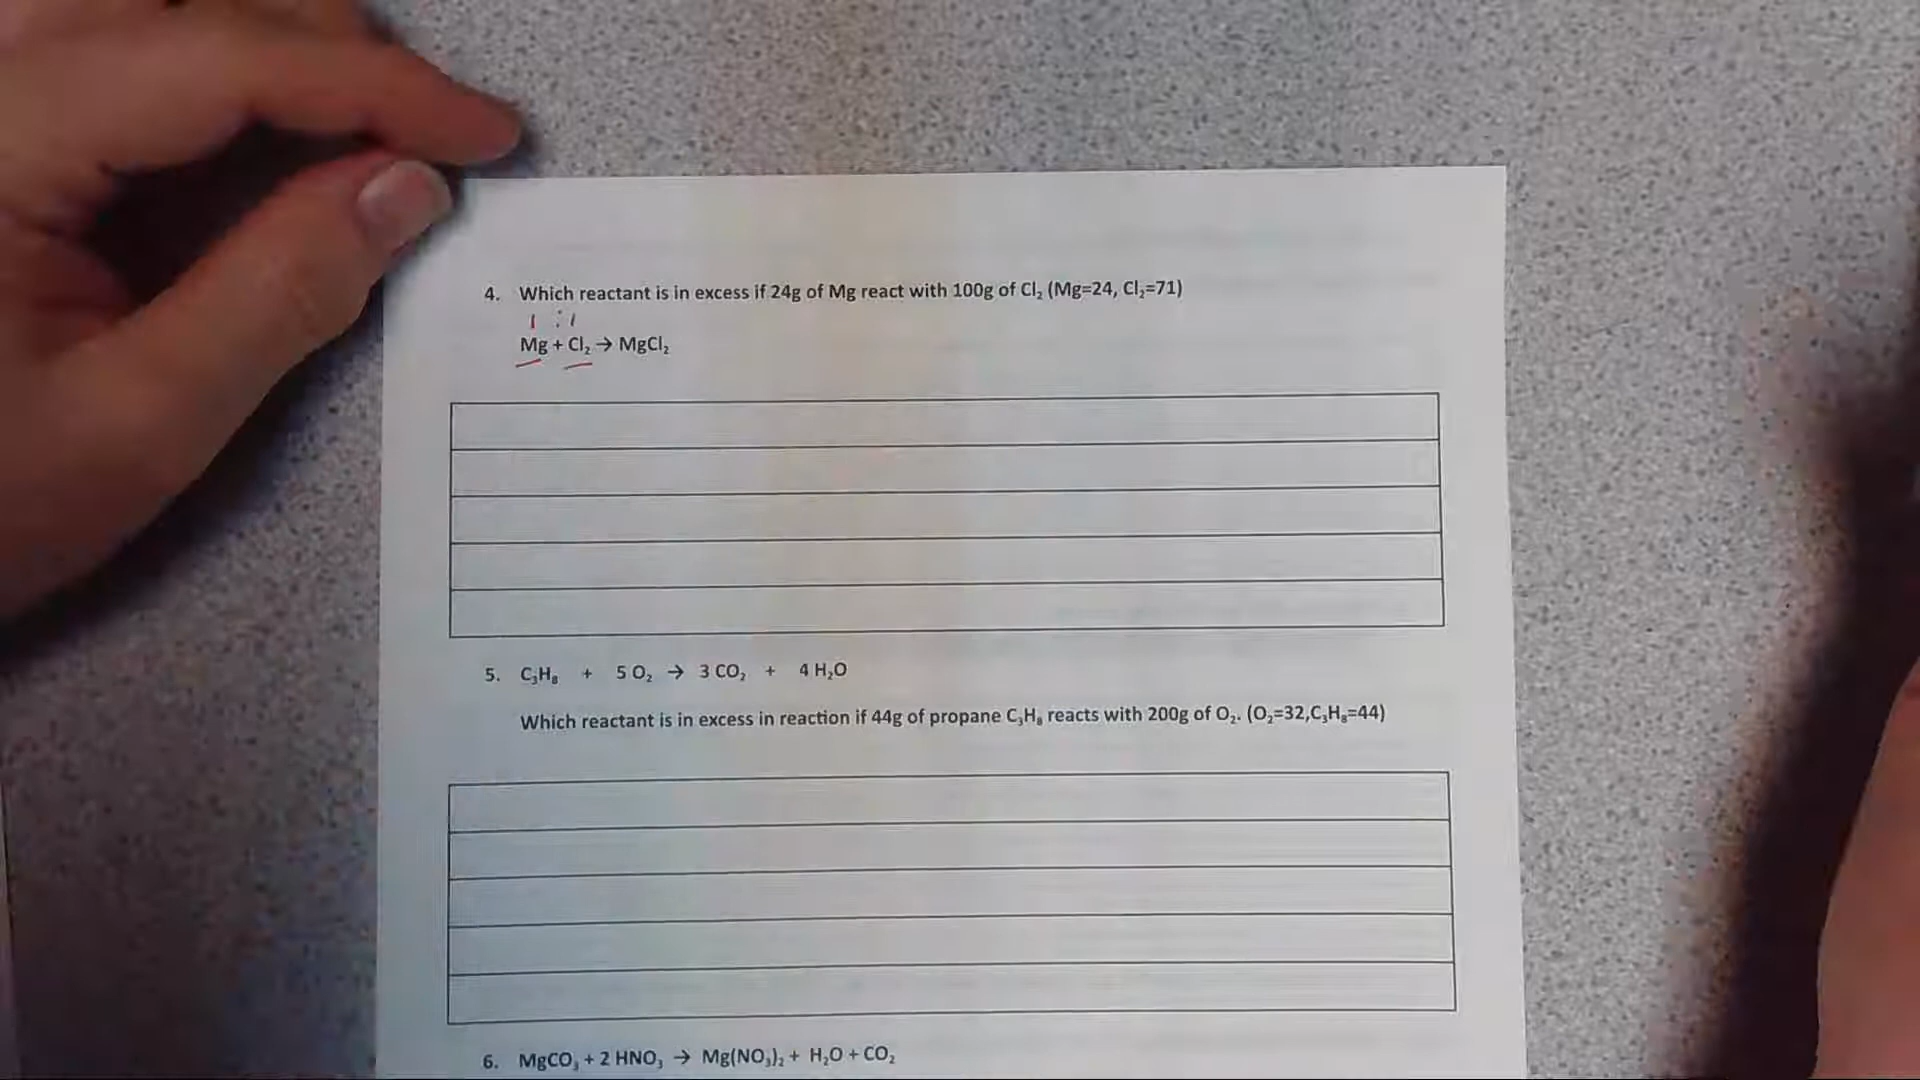 4. Which reactant is in excess if 24g of Mg react with 100g of Cl₂ (Mg=24, Cl₂=71)
1 : 1
Mg + Cl₂ → MgCl₂
5. C₃H₈ + 5 O₂ → 3 CO₂ + 4 H₂O
Which reactant is in excess in reaction if 44g of propane C₃H₈ reacts with 200g of O₂. (O₂=32,C₃H₈=44)
6. MgCO₃ + 2 HNO₃ → Mg(NO₃)₂ + H₂O + CO₂